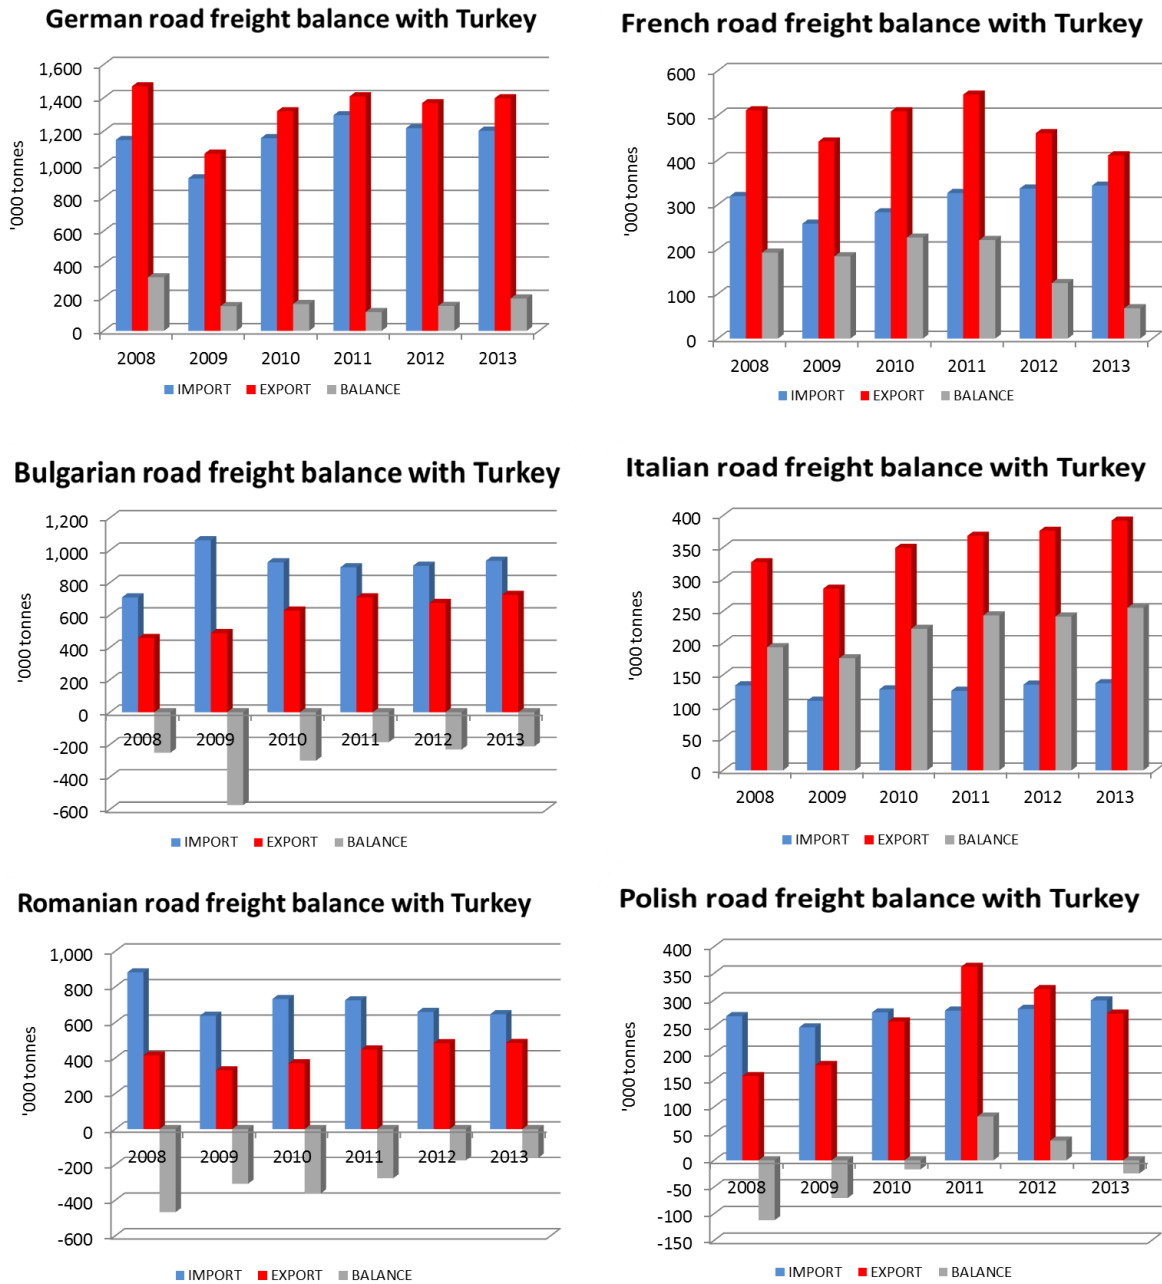 German road freight balance with Turkey
'000 tonnes
1,600
1,400
1,200
1,000
800
600
400
200
0
2008 2009 2010 2011 2012 2013
IMPORT EXPORT BALANCE
French road freight balance with Turkey
'000 tonnes
600
500
400
300
200
100
0
2008 2009 2010 2011 2012 2013
IMPORT EXPORT BALANCE
Bulgarian road freight balance with Turkey
'000 tonnes
1,200
1,000
800
600
400
200
0
-200
-400
-600
2008 2009 2010 2011 2012 2013
IMPORT EXPORT BALANCE
Italian road freight balance with Turkey
'000 tonnes
400
350
300
250
200
150
100
50
0
2008 2009 2010 2011 2012 2013
IMPORT EXPORT BALANCE
Romanian road freight balance with Turkey
'000 tonnes
1,000
800
600
400
200
0
-200
-400
-600
2008 2009 2010 2011 2012 2013
IMPORT EXPORT BALANCE
Polish road freight balance with Turkey
'000 tonnes
400
350
300
250
200
150
100
50
0
-50
-100
-150
2008 2009 2010 2011 2012 2013
IMPORT EXPORT BALANCE